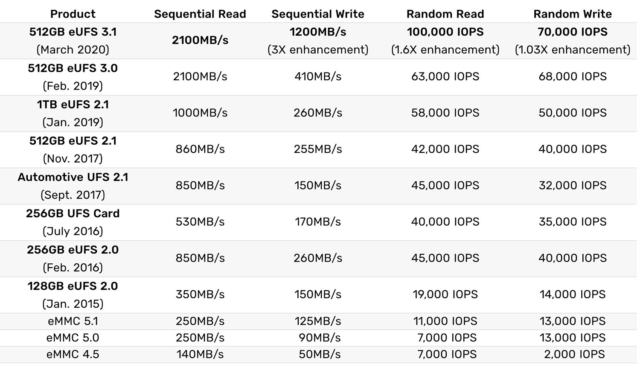 Product Sequential Read Sequential Write Random Read Random Write
512GB eUFS 3.1 (March 2020) 2100MB/s 1200MB/s (3X enhancement) 100,000 IOPS (1.6X enhancement) 70,000 IOPS (1.03X enhancement)
512GB eUFS 3.0 (Feb. 2019) 2100MB/s 410MB/s 63,000 IOPS 68,000 IOPS
1TB eUFS 2.1 (Jan. 2019) 1000MB/s 260MB/s 58,000 IOPS 50,000 IOPS
512GB eUFS 2.1 (Nov. 2017) 860MB/s 255MB/s 42,000 IOPS 40,000 IOPS
Automotive UFS 2.1 (Sept. 2017) 850MB/s 150MB/s 45,000 IOPS 32,000 IOPS
256GB UFS Card (July 2016) 530MB/s 170MB/s 40,000 IOPS 35,000 IOPS
256GB eUFS 2.0 (Feb. 2016) 850MB/s 260MB/s 45,000 IOPS 40,000 IOPS
128GB eUFS 2.0 (Jan. 2015) 350MB/s 150MB/s 19,000 IOPS 14,000 IOPS
eMMC 5.1 250MB/s 125MB/s 11,000 IOPS 13,000 IOPS
eMMC 5.0 250MB/s 90MB/s 7,000 IOPS 13,000 IOPS
eMMC 4.5 140MB/s 50MB/s 7,000 IOPS 2,000 IOPS